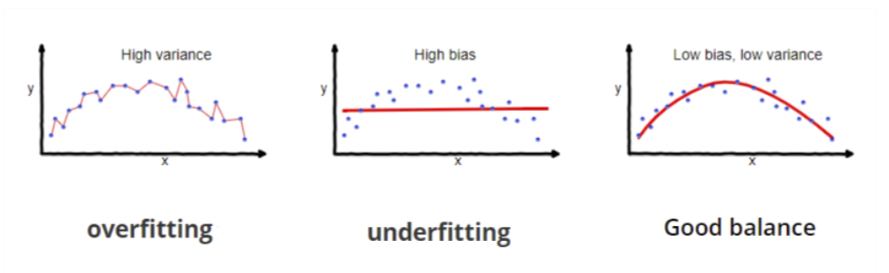 High variance
y
x
overfitting
High bias
y
x
underfitting
Low bias, low variance
y
x
Good balance